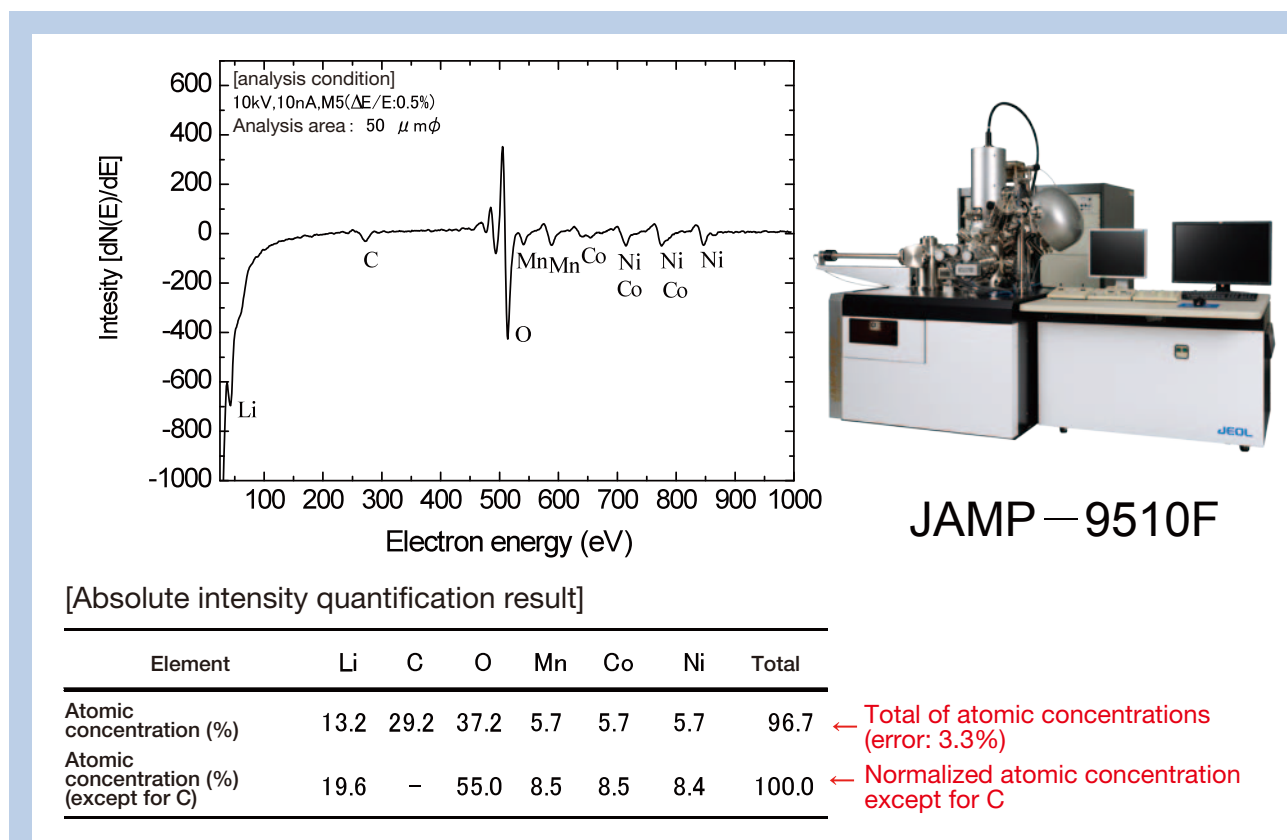 [analysis condition]
10kV,10nA,M5(ΔE/E:0.5%)
Analysis area: 50 μmφ
Intesity [dN(E)/dE]
600
400
200
0
-200
-400
-600
-800
-1000
Li
C
O
Mn
Mn
Co
Ni
Co
Ni
Co
Ni
100 200 300 400 500 600 700 800 900 1000
Electron energy (eV)
JEOL
JAMP—9510F
[Absolute intensity quantification result]
Element Li C O Mn Co Ni Total
Atomic
concentration (%) 13.2 29.2 37.2 5.7 5.7 5.7 96.7
← Total of atomic concentrations
(error: 3.3%)
Atomic
concentration (%)
(except for C) 19.6 – 55.0 8.5 8.5 8.4 100.0
← Normalized atomic concentration
except for C